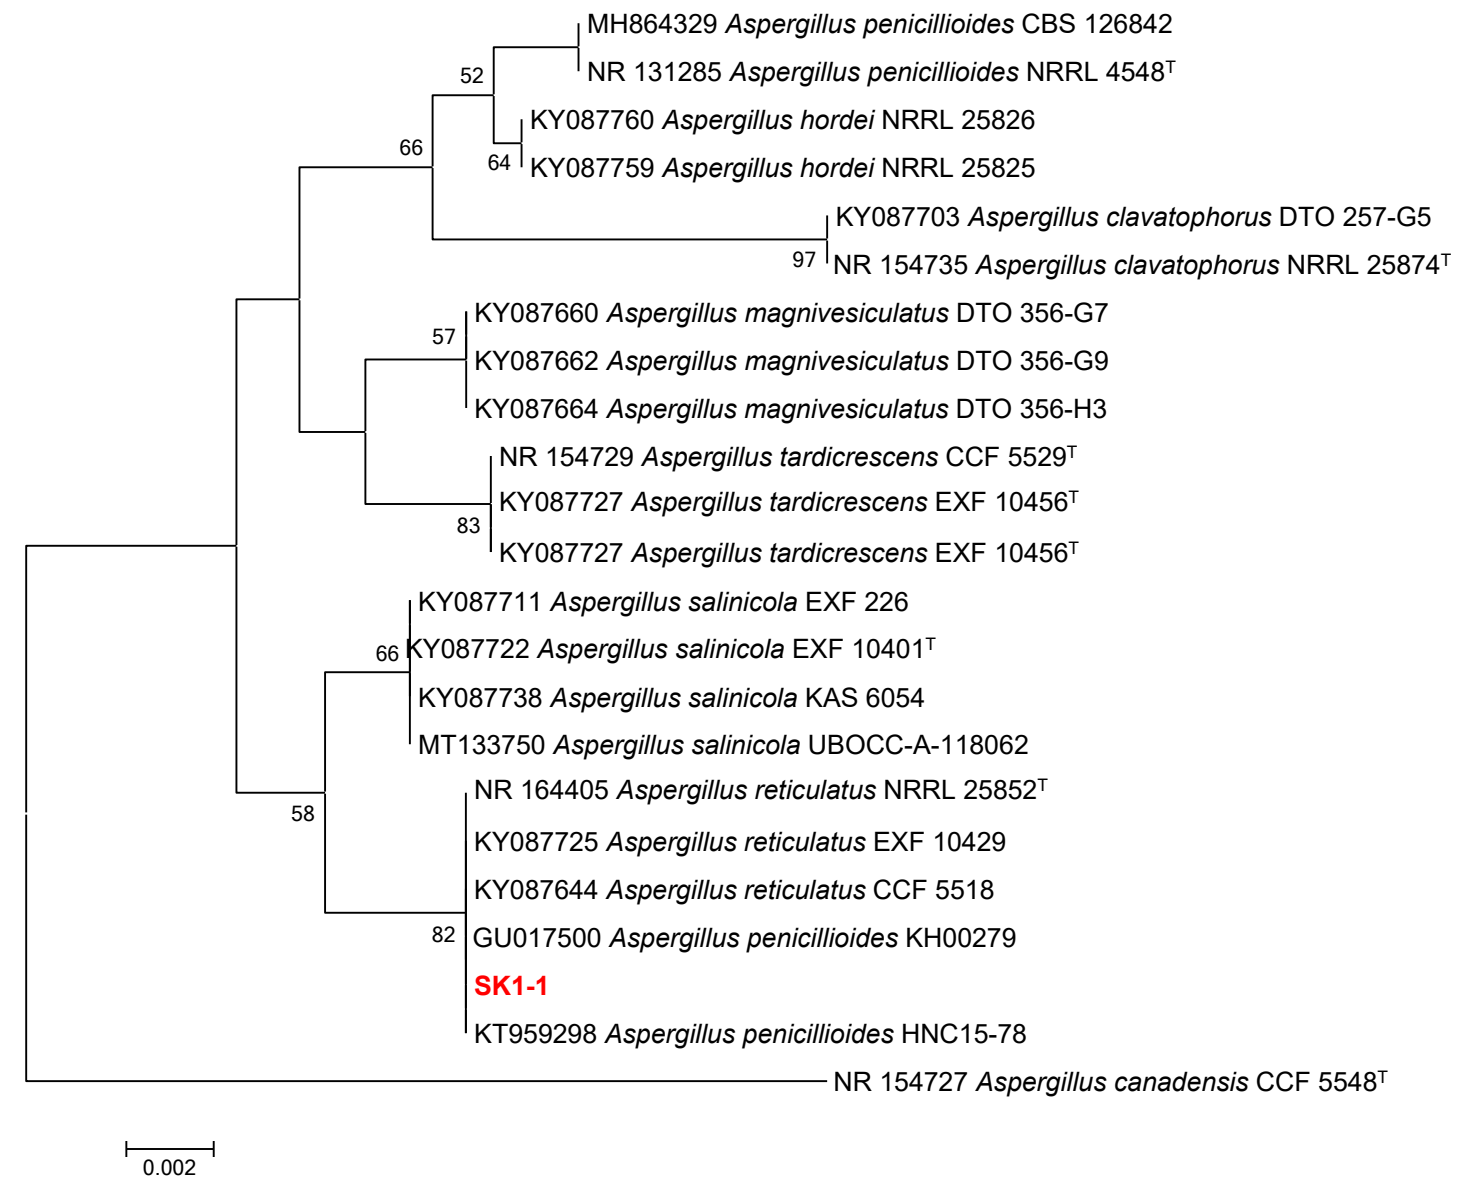 MH864329 Aspergillus penicillioides CBS 126842
52
NR 131285 Aspergillus penicillioides NRRL 4548ᵀ
KY087760 Aspergillus hordei NRRL 25826
66
64
KY087759 Aspergillus hordei NRRL 25825
KY087703 Aspergillus clavatophorus DTO 257-G5
97
NR 154735 Aspergillus clavatophorus NRRL 25874ᵀ
KY087660 Aspergillus magnivesiculatus DTO 356-G7
57
KY087662 Aspergillus magnivesiculatus DTO 356-G9
KY087664 Aspergillus magnivesiculatus DTO 356-H3
NR 154729 Aspergillus tardicrescens CCF 5529ᵀ
KY087727 Aspergillus tardicrescens EXF 10456ᵀ
83
KY087727 Aspergillus tardicrescens EXF 10456ᵀ
KY087711 Aspergillus salinicola EXF 226
66
KY087722 Aspergillus salinicola EXF 10401ᵀ
KY087738 Aspergillus salinicola KAS 6054
MT133750 Aspergillus salinicola UBOCC-A-118062
NR 164405 Aspergillus reticulatus NRRL 25852ᵀ
58
KY087725 Aspergillus reticulatus EXF 10429
KY087644 Aspergillus reticulatus CCF 5518
82
GU017500 Aspergillus penicillioides KH00279
SK1-1
KT959298 Aspergillus penicillioides HNC15-78
NR 154727 Aspergillus canadensis CCF 5548ᵀ
0.002